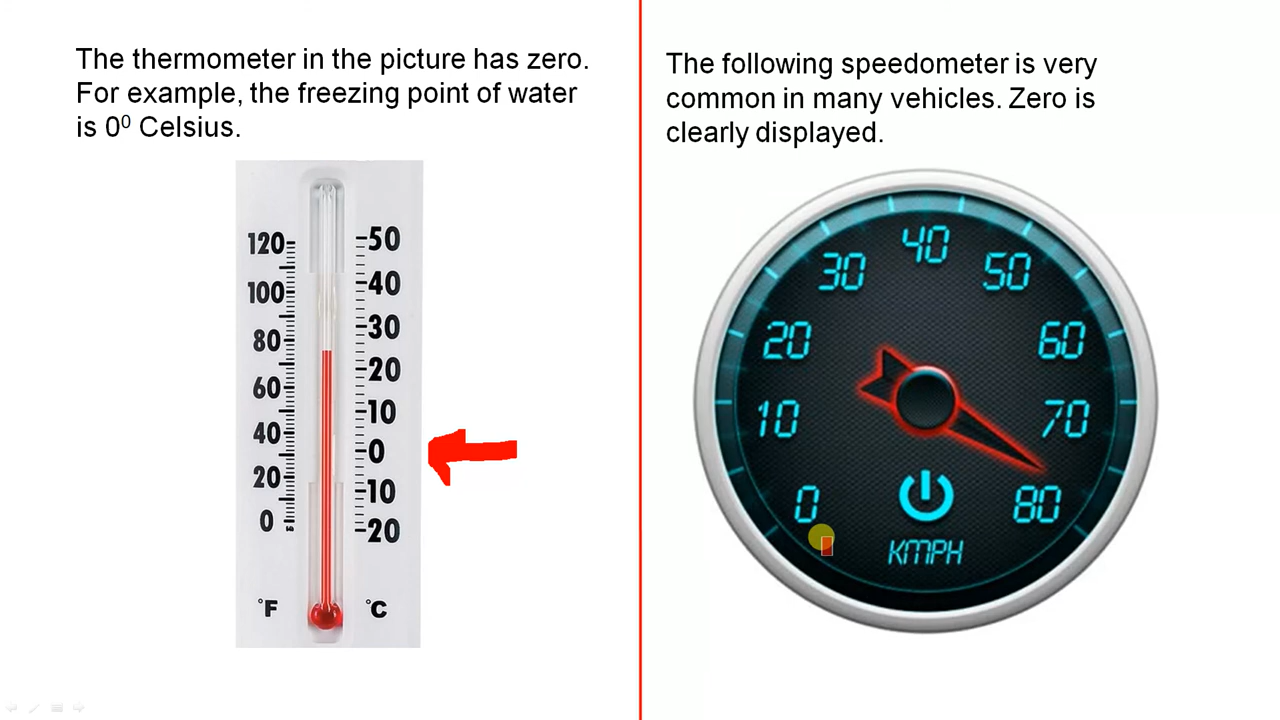 The thermometer in the picture has zero.
For example, the freezing point of water
is 0⁰ Celsius.
120
100
80
60
40
20
0
°F
50
40
30
20
10
0
10
20
°C
The following speedometer is very
common in many vehicles. Zero is
clearly displayed.
0
10
20
30
40
50
60
70
80
KMPH